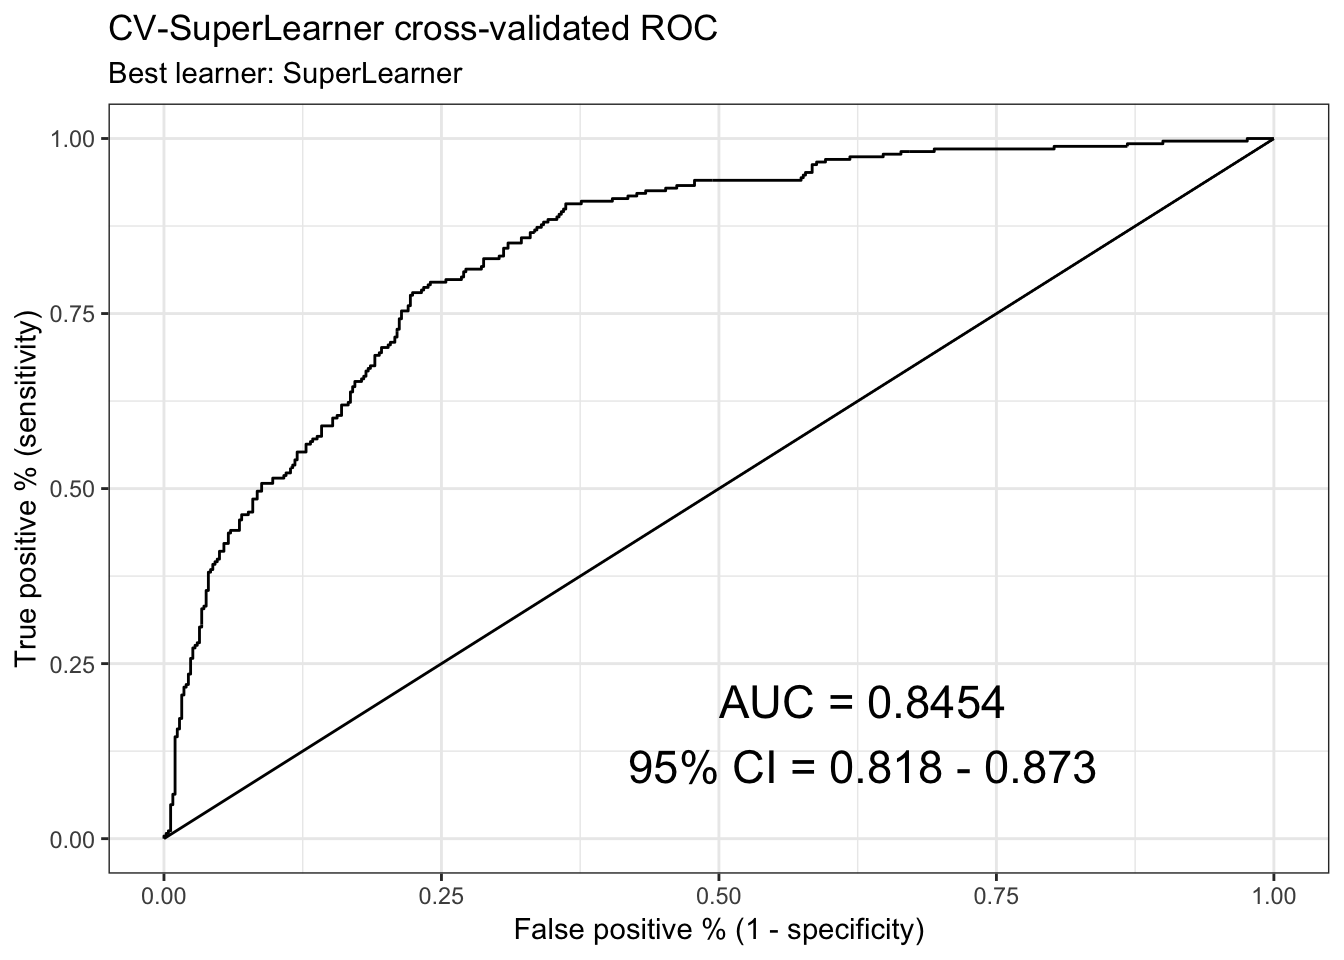 CV-SuperLearner cross-validated ROC
Best learner: SuperLearner
True positive % (sensitivity)
1.00
0.75
0.50
0.25
0.00
AUC = 0.8454
95% CI = 0.818 - 0.873
0.00 0.25 0.50 0.75 1.00
False positive % (1 - specificity)